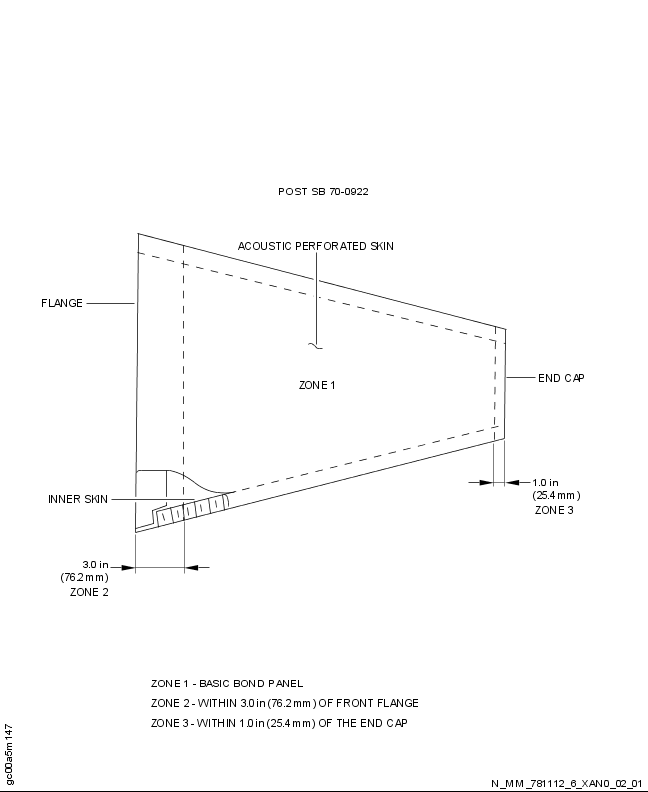 POST SB 70-0922
ACOUSTIC PERFORATED SKIN
FLANGE
ZONE 1
END CAP
INNER SKIN
1.0 in
(25.4 mm)
ZONE 3
3.0 in
(76.2 mm)
ZONE 2
ZONE 1 - BASIC BOND PANEL
ZONE 2 - WITHIN 3.0 in (76.2 mm) OF FRONT FLANGE
ZONE 3 - WITHIN 1.0 in (25.4 mm) OF THE END CAP
gc00a5m147
N_MM_781112_6_XAN0_02_01